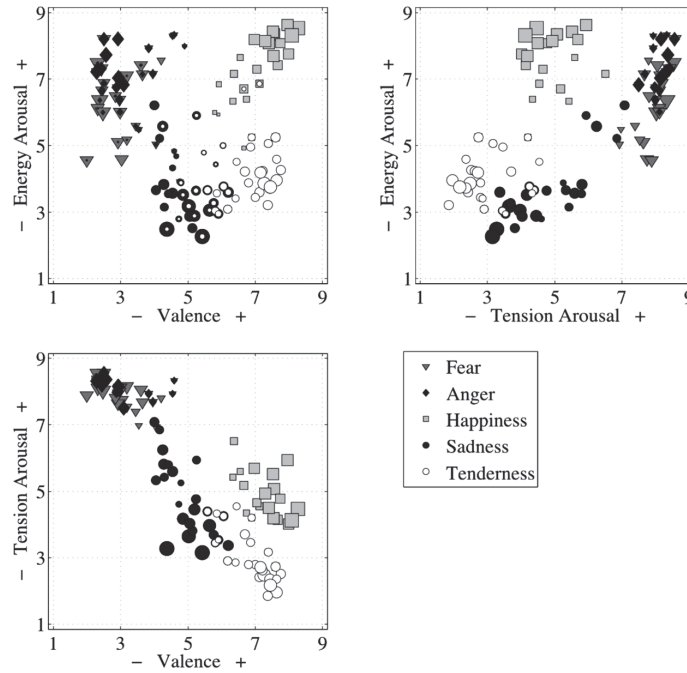 9
7
5
3
1
− Energy Arousal +
1 3 5 7 9
− Valence +
9
7
5
3
1
− Energy Arousal +
1 3 5 7 9
− Tension Arousal +
9
7
5
3
1
− Tension Arousal +
1 3 5 7 9
− Valence +
Fear
Anger
Happiness
Sadness
Tenderness